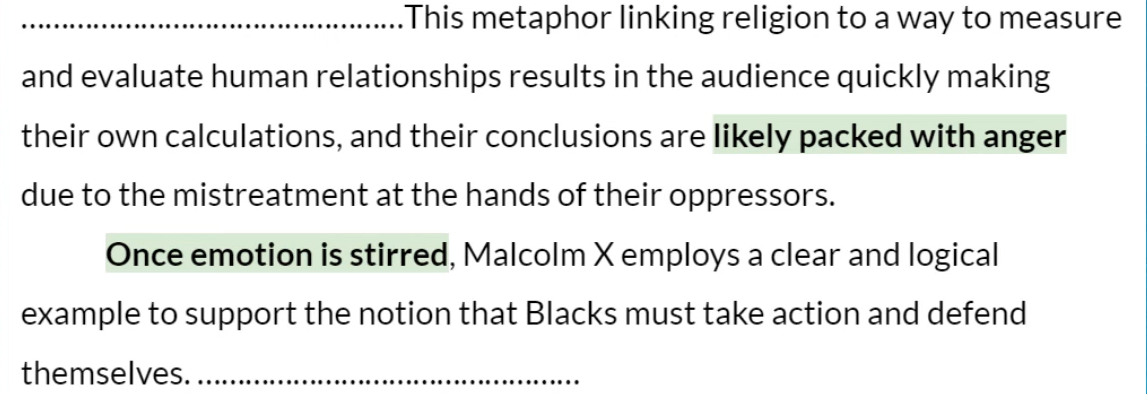 ................................................This metaphor linking religion to a way to measure
and evaluate human relationships results in the audience quickly making
their own calculations, and their conclusions are likely packed with anger
due to the mistreatment at the hands of their oppressors.
Once emotion is stirred, Malcolm X employs a clear and logical
example to support the notion that Blacks must take action and defend
themselves. ................................................